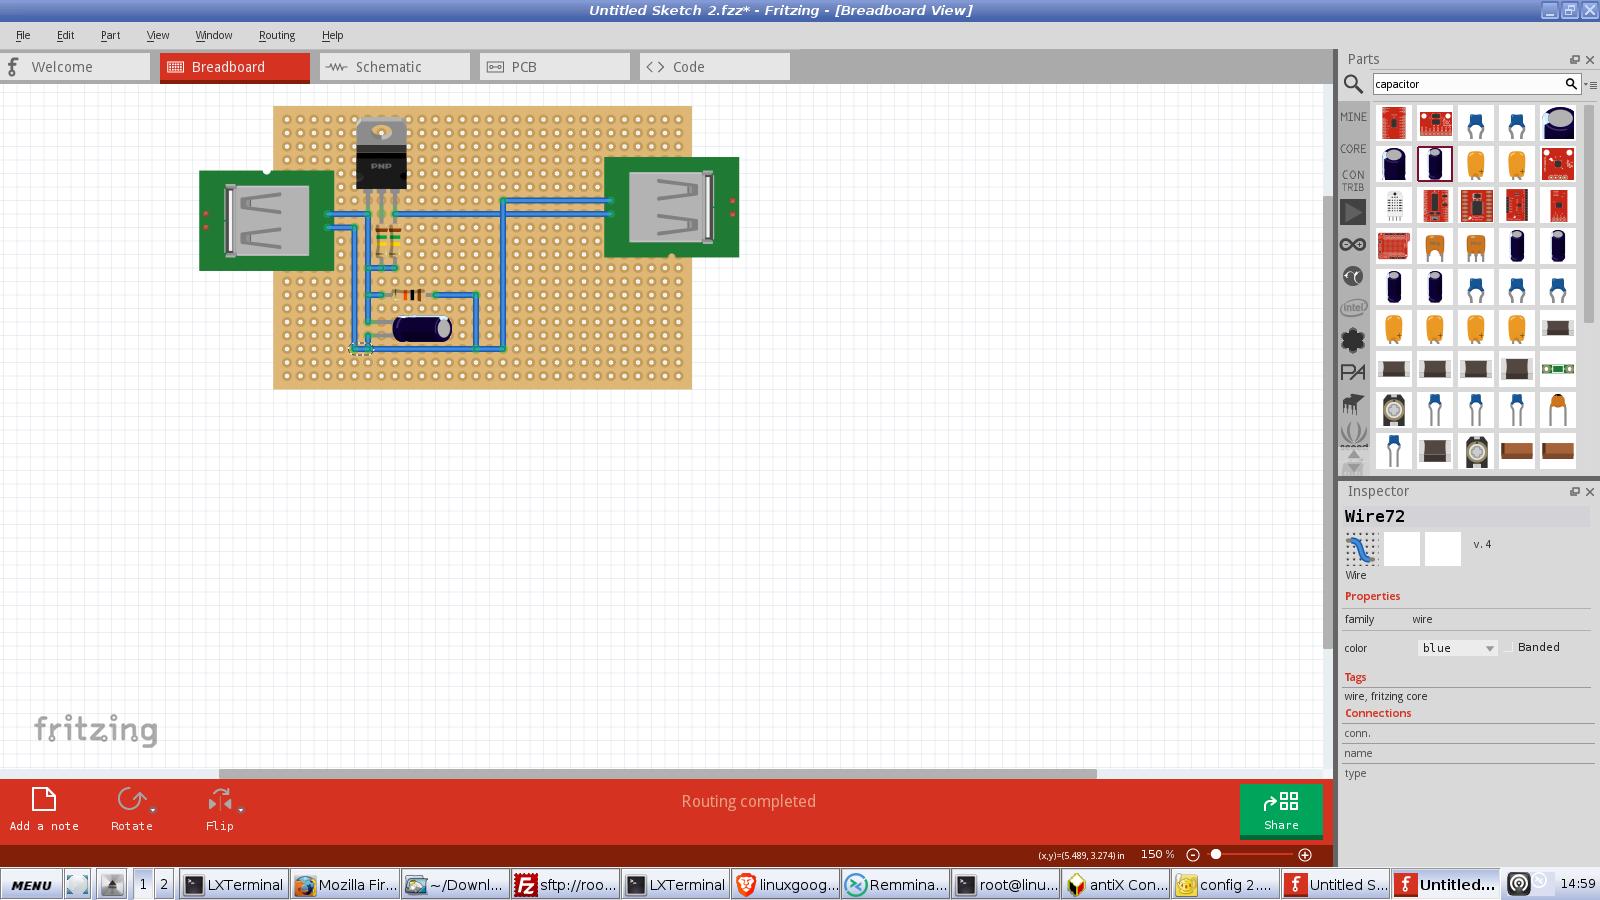 Untitled Sketch 2.fzz* - Fritzing - [Breadboard View]
File Edit Part View Window Routing Help
Welcome Breadboard Schematic PCB Code
Parts
capacitor
MINE
CORE
CON
TRIB
intel
PA
PNP
fritzing
Inspector
Wire72
v.4
Wire
Properties
family wire
color blue Banded
Tags
wire, fritzing core
Connections
conn.
name
type
Add a note Rotate Flip
Routing completed
Share
(x,y)=(5.489, 3.274) in 150 %
MENU 1 2 LXTerminal Mozilla Fir... ~/Downl... sftp://roo... LXTerminal linuxgoog... Remmina... root@linu... antiX Con... config 2.... Untitled S... Untitled... 14:59